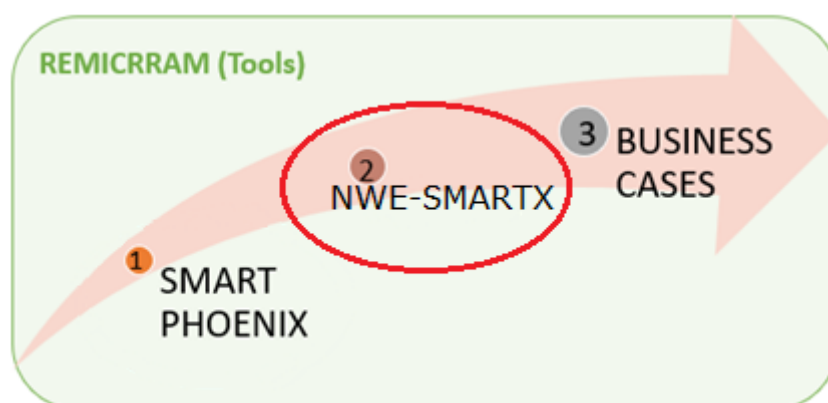 REMICRRAM (Tools)
1
SMART
PHOENIX
2
NWE-SMARTX
3
BUSINESS
CASES